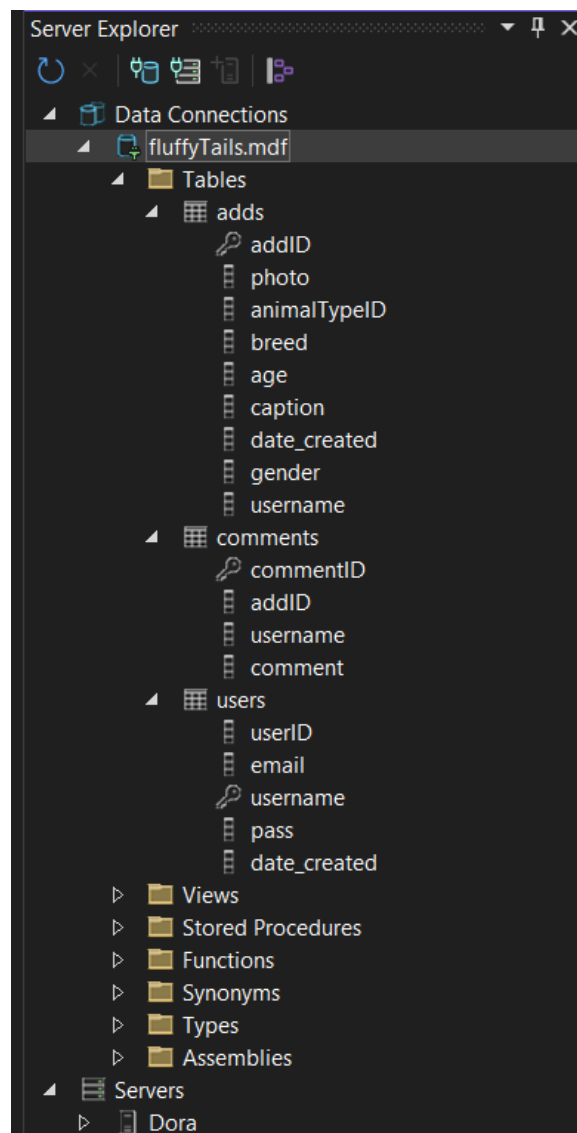 Server Explorer
Data Connections
fluffyTails.mdf
Tables
adds
addID
photo
animalTypeID
breed
age
caption
date_created
gender
username
comments
commentID
addID
username
comment
users
userID
email
username
pass
date_created
Views
Stored Procedures
Functions
Synonyms
Types
Assemblies
Servers
Dora